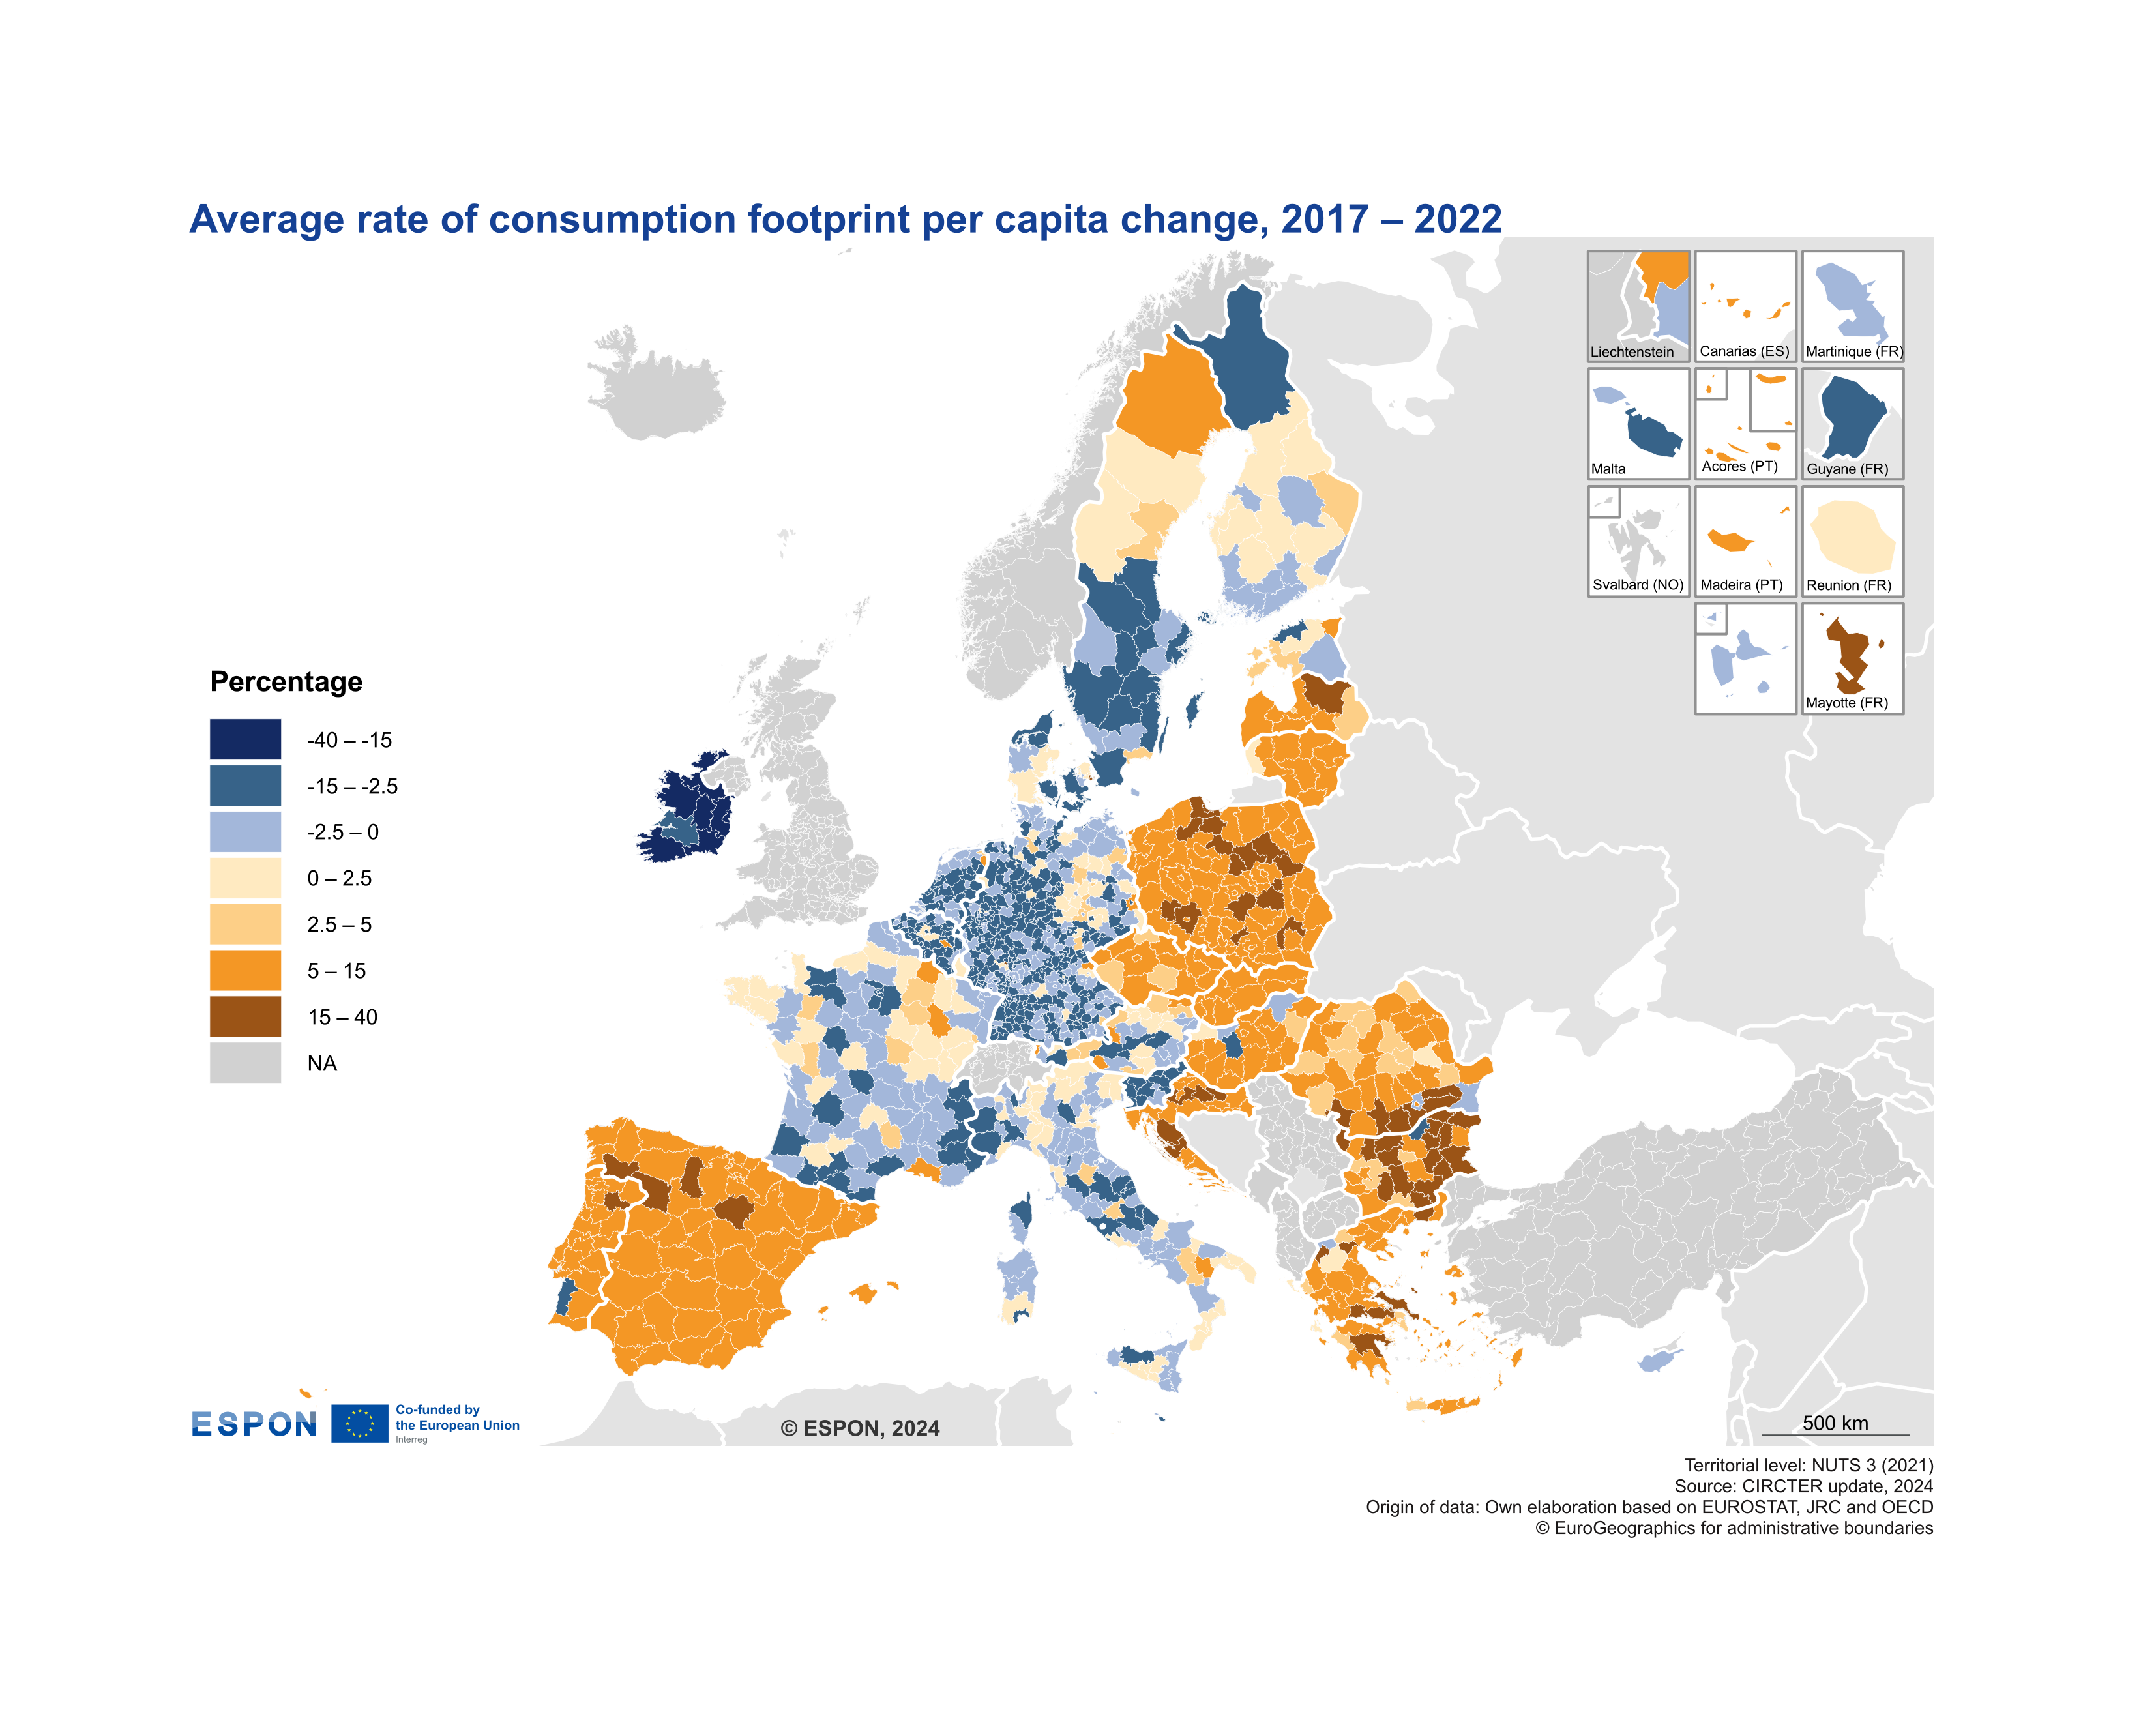 Average rate of consumption footprint per capita change, 2017 – 2022
Liechtenstein
Canarias (ES)
Martinique (FR)
Malta
Acores (PT)
Guyane (FR)
Svalbard (NO)
Madeira (PT)
Reunion (FR)
Mayotte (FR)
Percentage
-40 – -15
-15 – -2.5
-2.5 – 0
0 – 2.5
2.5 – 5
5 – 15
15 – 40
NA
ESPON
Co-funded by
the European Union
Interreg
© ESPON, 2024
500 km
Territorial level: NUTS 3 (2021)
Source: CIRCTER update, 2024
Origin of data: Own elaboration based on EUROSTAT, JRC and OECD
© EuroGeographics for administrative boundaries